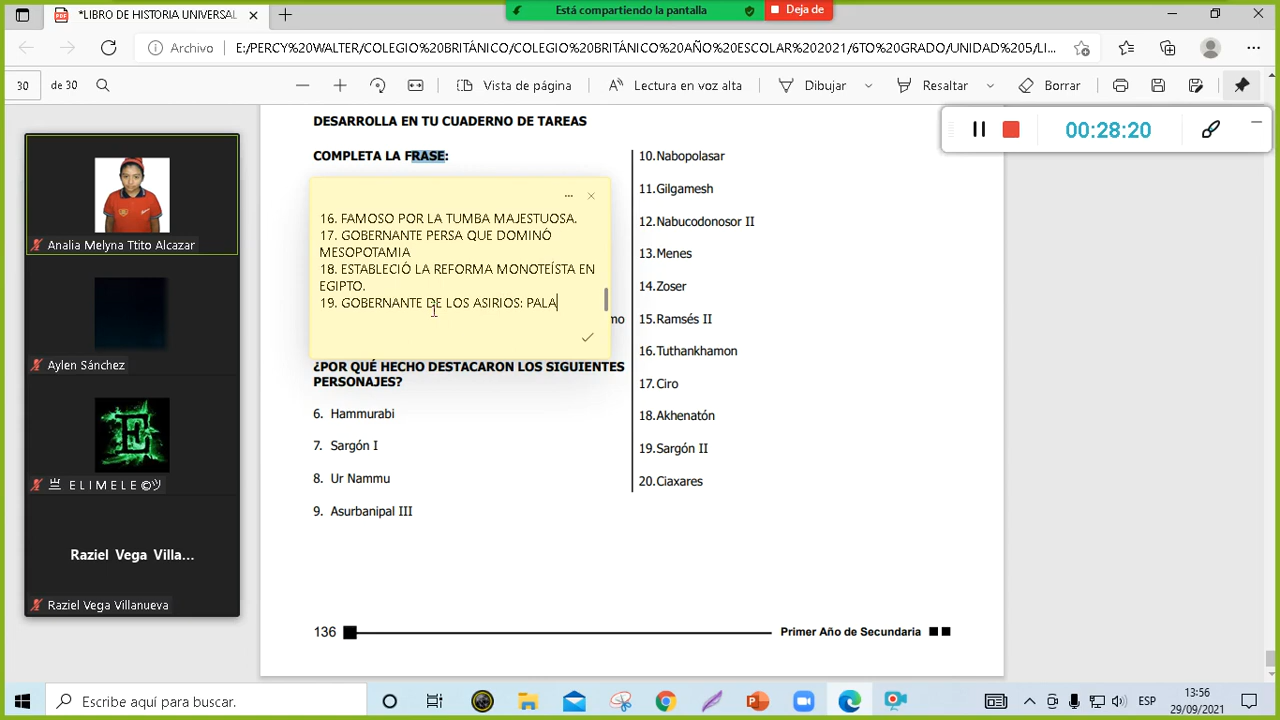 *LIBRO DE HISTORIA UNIVERSAL
Está compartiendo la pantalla
Deja de
Archivo
E:/PERCY%20WALTER/COLEGIO%20BRITÁNICO/COLEGIO%20BRITÁNICO%20AÑO%20ESCOLAR%202021/6TO%20GRADO/UNIDAD%205/LI...
30
de 30
Vista de página
Lectura en voz alta
Dibujar
Resaltar
Borrar
00:28:20
DESARROLLA EN TU CUADERNO DE TAREAS
COMPLETA LA FRASE:
16. FAMOSO POR LA TUMBA MAJESTUOSA.
17. GOBERNANTE PERSA QUE DOMINÓ
MESOPOTAMIA
18. ESTABLECIÓ LA REFORMA MONOTEÍSTA EN
EGIPTO.
19. GOBERNANTE DE LOS ASIRIOS: PALA
mo
¿POR QUÉ HECHO DESTACARON LOS SIGUIENTES
PERSONAJES?
6. Hammurabi
7. Sargón I
8. Ur Nammu
9. Asurbanipal III
10.Nabopolasar
11.Gilgamesh
12.Nabucodonosor II
13.Menes
14.Zoser
15.Ramsés II
16.Tuthankhamon
17.Ciro
18.Akhenatón
19.Sargón II
20.Ciaxares
136
Primer Año de Secundaria
Analia Melyna Ttito Alcazar
Aylen Sánchez
E
E L I M E L E ©ツ
Raziel Vega Villa...
Raziel Vega Villanueva
Escribe aquí para buscar.
ESP
13:56
29/09/2021